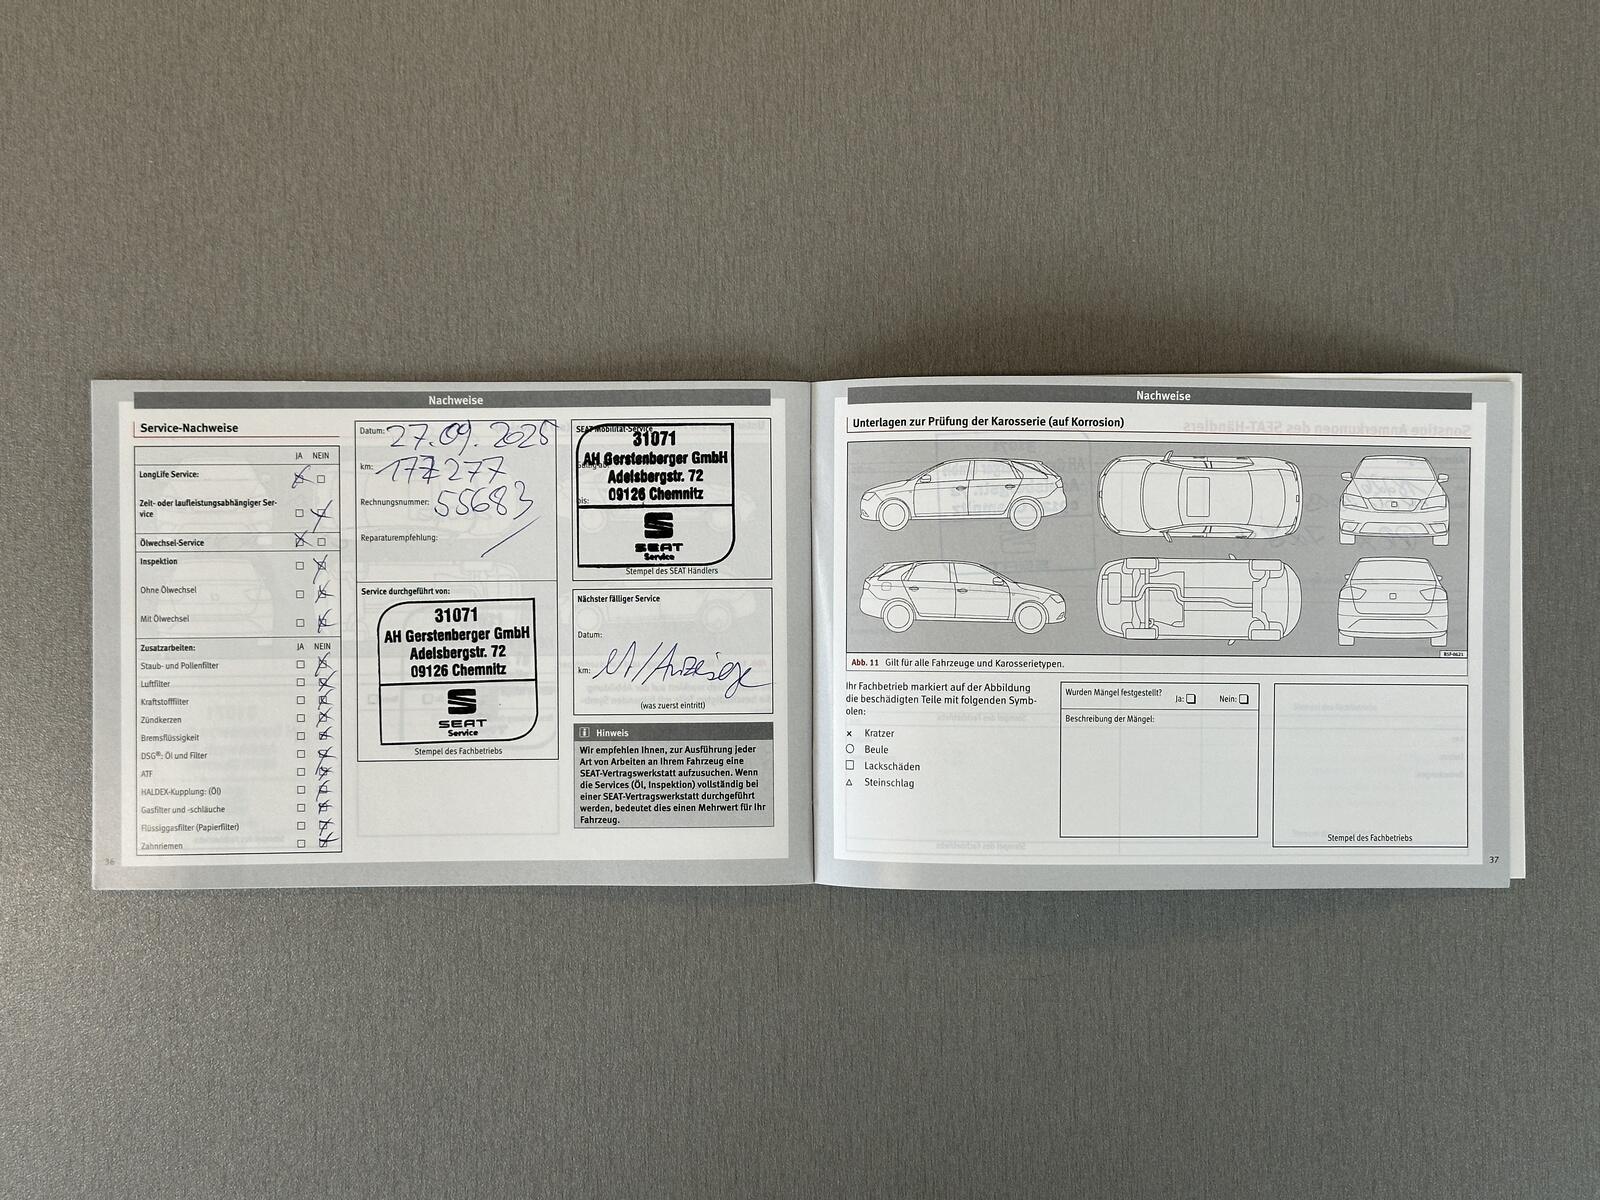 Nachweise
Service-Nachweise
JA NEIN
LongLife Service:
Zeit- oder laufleistungsabhängiger Ser-
vice
Ölwechsel-Service
Inspektion
Ohne Ölwechsel
Mit Ölwechsel
Zusatzarbeiten: JA NEIN
Staub- und Pollenfilter
Luftfilter
Kraftstofffilter
Zündkerzen
Bremsflüssigkeit
DSG®: Öl und Filter
ATF
HALDEX-Kupplung: (Öl)
Gasfilter und -schläuche
Flüssiggasfilter (Papierfilter)
Zahnriemen
36
Datum: 27.09.2025
km: 177277
Rechnungsnummer: 55683
Reparaturempfehlung:
Service durchgeführt von:
31071
AH Gerstenberger GmbH
Adelsbergstr. 72
09126 Chemnitz
SEAT
Service
Stempel des Fachbetriebs
SEAT Mobilität-Service
31071
AH Gerstenberger GmbH
Adelsbergstr. 72
bis: 09126 Chemnitz
SEAT
Service
Stempel des SEAT Händlers
Nächster fälliger Service
Datum:
km: lt/Anzeige
(was zuerst eintritt)
Hinweis
Wir empfehlen Ihnen, zur Ausführung jeder
Art von Arbeiten an Ihrem Fahrzeug eine
SEAT-Vertragswerkstatt aufzusuchen. Wenn
die Services (Öl, Inspektion) vollständig bei
einer SEAT-Vertragswerkstatt durchgeführt
werden, bedeutet dies einen Mehrwert für Ihr
Fahrzeug.
Nachweise
Unterlagen zur Prüfung der Karosserie (auf Korrosion)
BSF-0621
Abb. 11 Gilt für alle Fahrzeuge und Karosserietypen.
Ihr Fachbetrieb markiert auf der Abbildung
die beschädigten Teile mit folgenden Symb-
olen:
x Kratzer
○ Beule
□ Lackschäden
△ Steinschlag
Wurden Mängel festgestellt? Ja: Nein:
Beschreibung der Mängel:
Stempel des Fachbetriebs
37